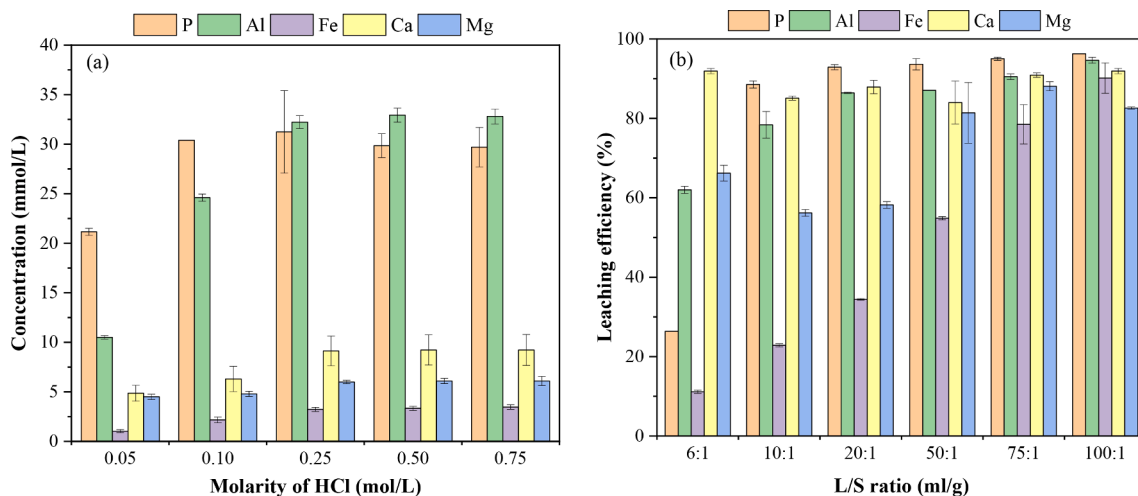 P Al Fe Ca Mg
(a)
40
35
30
25
20
15
10
5
0
Concentration (mmol/L)
0.05 0.10 0.25 0.50 0.75
Molarity of HCl (mol/L)
P Al Fe Ca Mg
(b)
100
80
60
40
20
0
Leaching efficiency (%)
6:1 10:1 20:1 50:1 75:1 100:1
L/S ratio (ml/g)